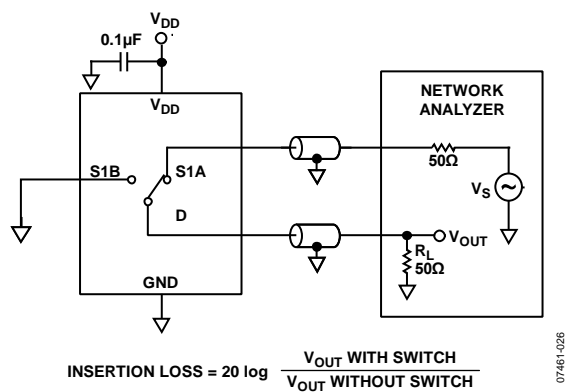 VDD
0.1µF
VDD
NETWORK
ANALYZER
50Ω
VS
S1B
S1A
D
VOUT
RL
50Ω
GND
INSERTION LOSS = 20 log VOUT WITH SWITCH
VOUT WITHOUT SWITCH
07461-026